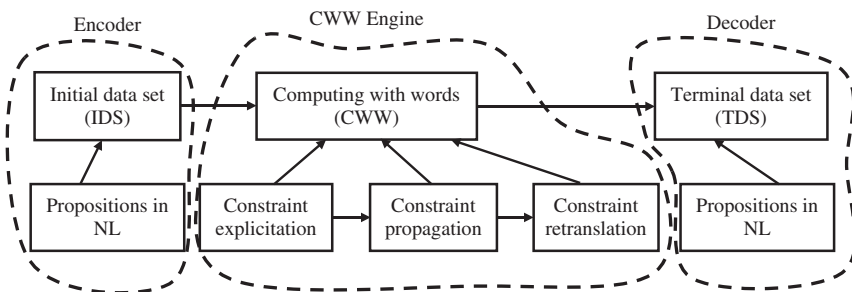 Encoder
CWW Engine
Decoder
Initial data set
(IDS)
Computing with words
(CWW)
Terminal data set
(TDS)
Propositions in
NL
Constraint
explicitation
Constraint
propagation
Constraint
retranslation
Propositions in
NL